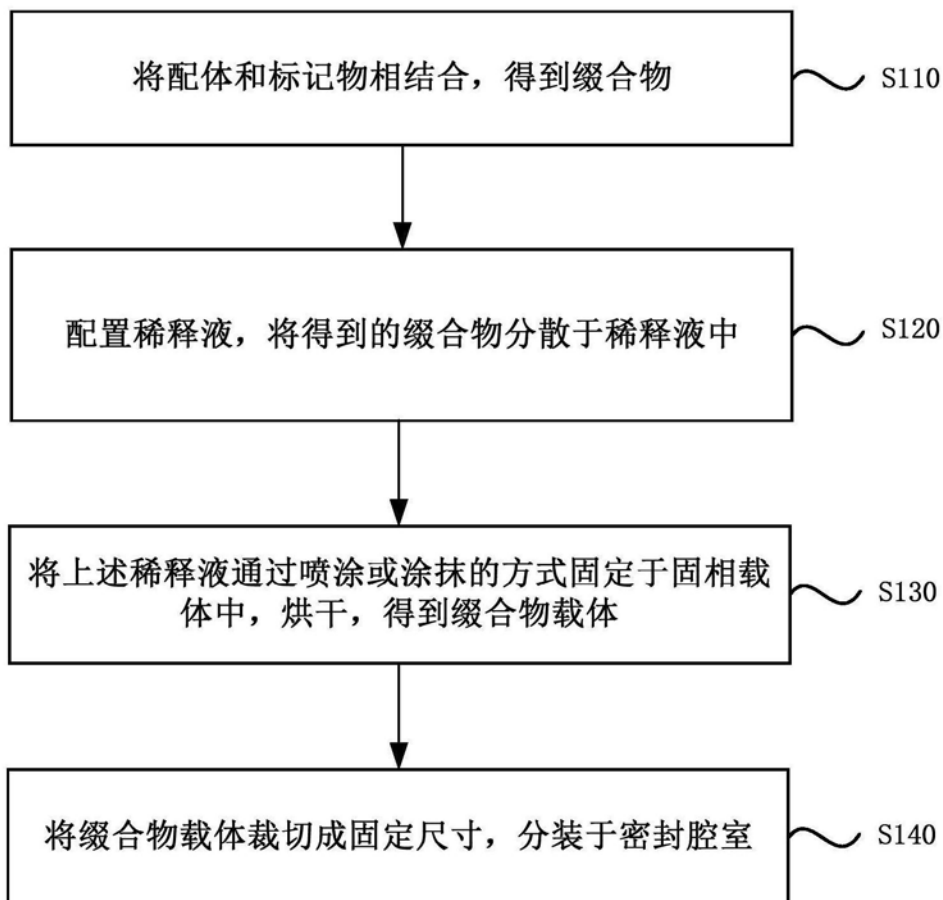 将配体和标记物相结合，得到缀合物
S110
配置稀释液，将得到的缀合物分散于稀释液中
S120
将上述稀释液通过喷涂或涂抹的方式固定于固相载
体中，烘干，得到缀合物载体
S130
将缀合物载体裁切成固定尺寸，分装于密封腔室
S140